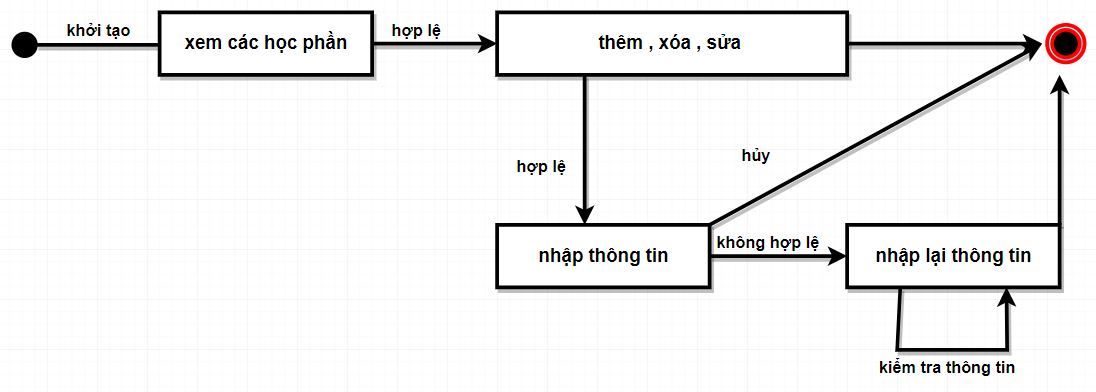 khởi tạo
xem các học phần
hợp lệ
thêm , xóa , sửa
hợp lệ
hủy
nhập thông tin
không hợp lệ
nhập lại thông tin
kiểm tra thông tin